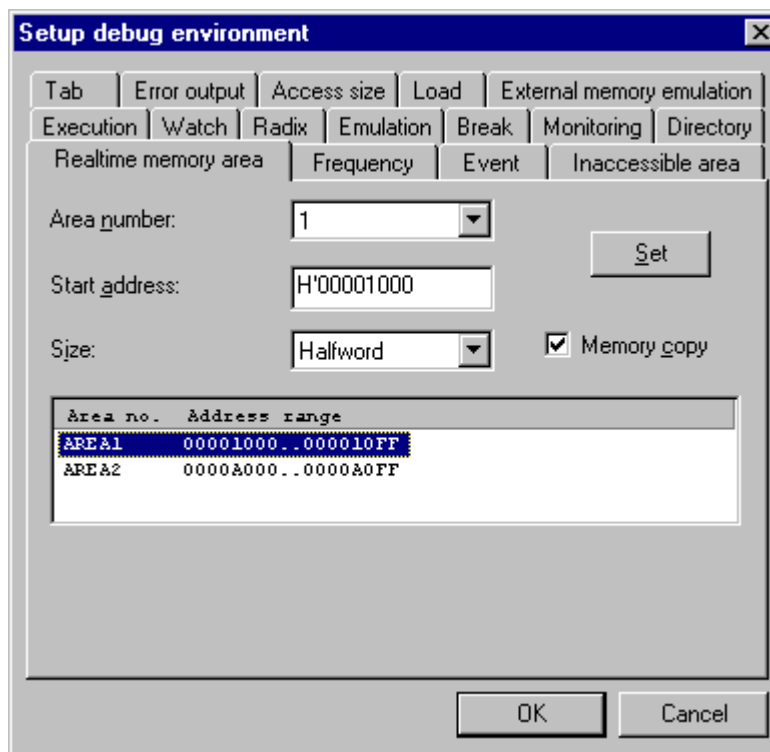 Setup debug environment
Tab Error output Access size Load External memory emulation
Execution Watch Radix Emulation Break Monitoring Directory
Realtime memory area Frequency Event Inaccessible area
Area number: 1
Set
Start address: H'00001000
Size: Halfword Memory copy
Area no. Address range
AREA1 00001000..000010FF
AREA2 0000A000..0000A0FF
OK Cancel